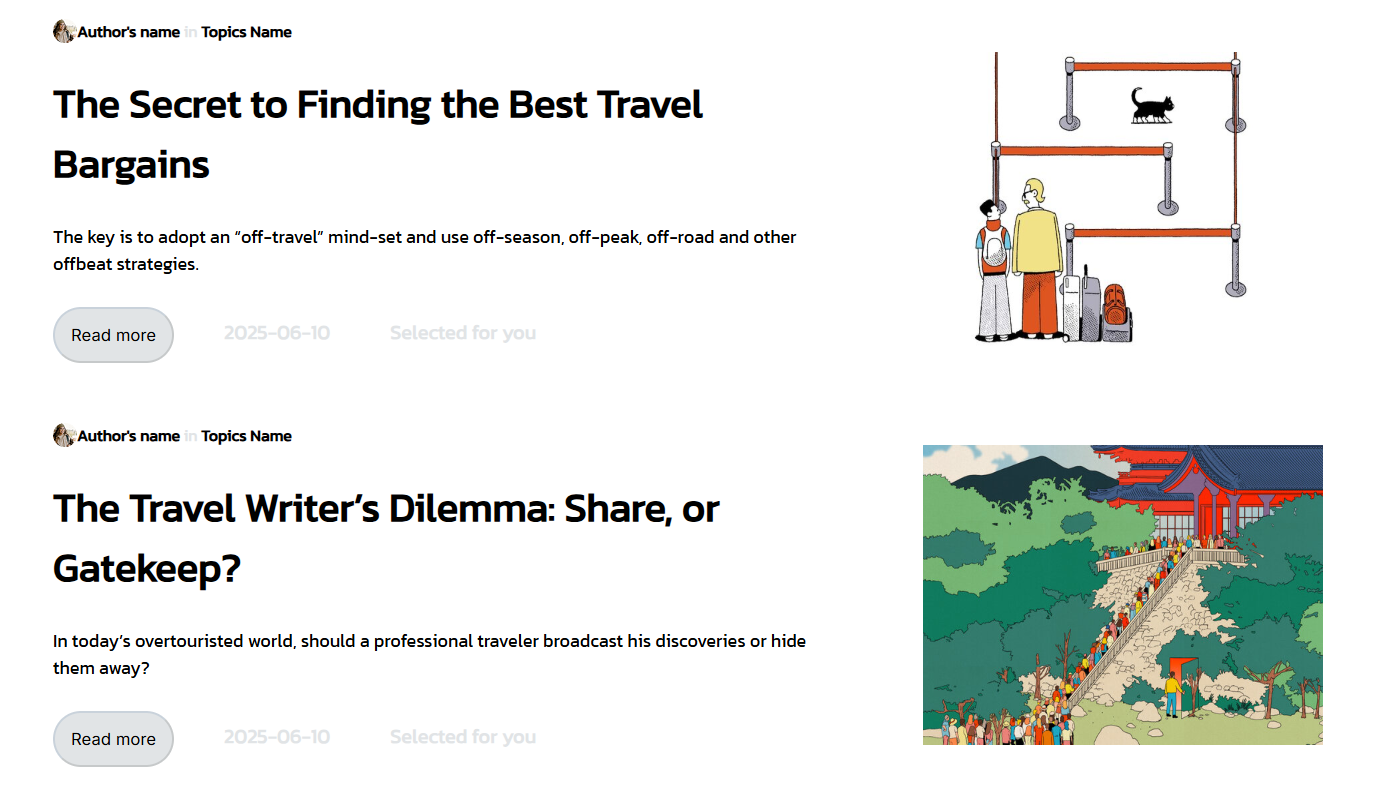 Author's name in Topics Name
The Secret to Finding the Best Travel
Bargains
The key is to adopt an “off-travel” mind-set and use off-season, off-peak, off-road and other
offbeat strategies.
Read more 2025-06-10 Selected for you
Author's name in Topics Name
The Travel Writer’s Dilemma: Share, or
Gatekeep?
In today’s overtouristed world, should a professional traveler broadcast his discoveries or hide
them away?
Read more 2025-06-10 Selected for you